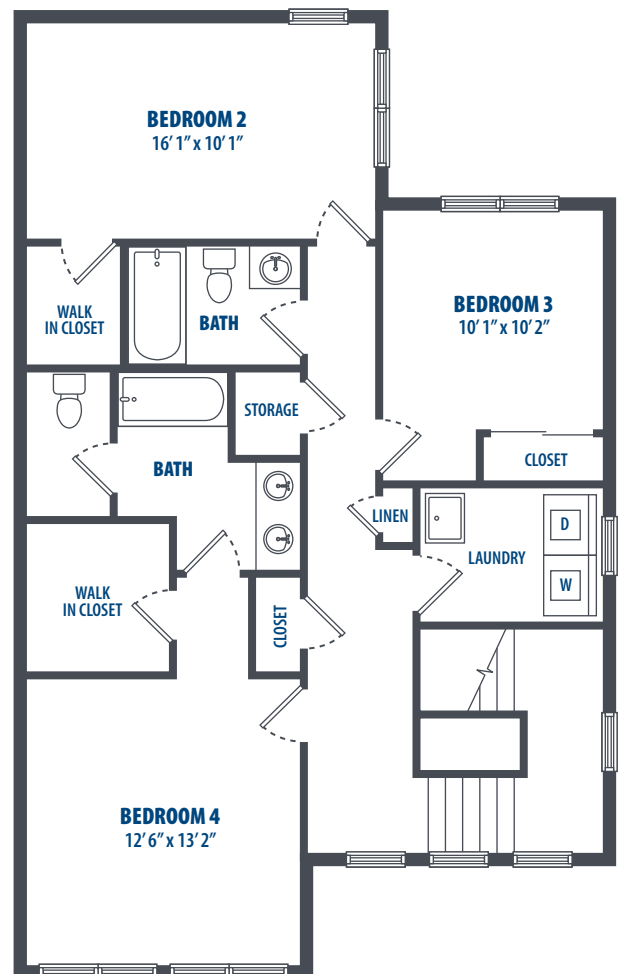 BEDROOM 2
16’ 1” x 10’ 1”
WALK
IN CLOSET
BATH
BEDROOM 3
10’ 1” x 10’ 2”
STORAGE
BATH
CLOSET
LINEN
LAUNDRY
D
W
WALK
IN CLOSET
CLOSET
BEDROOM 4
12’ 6” x 13’ 2”